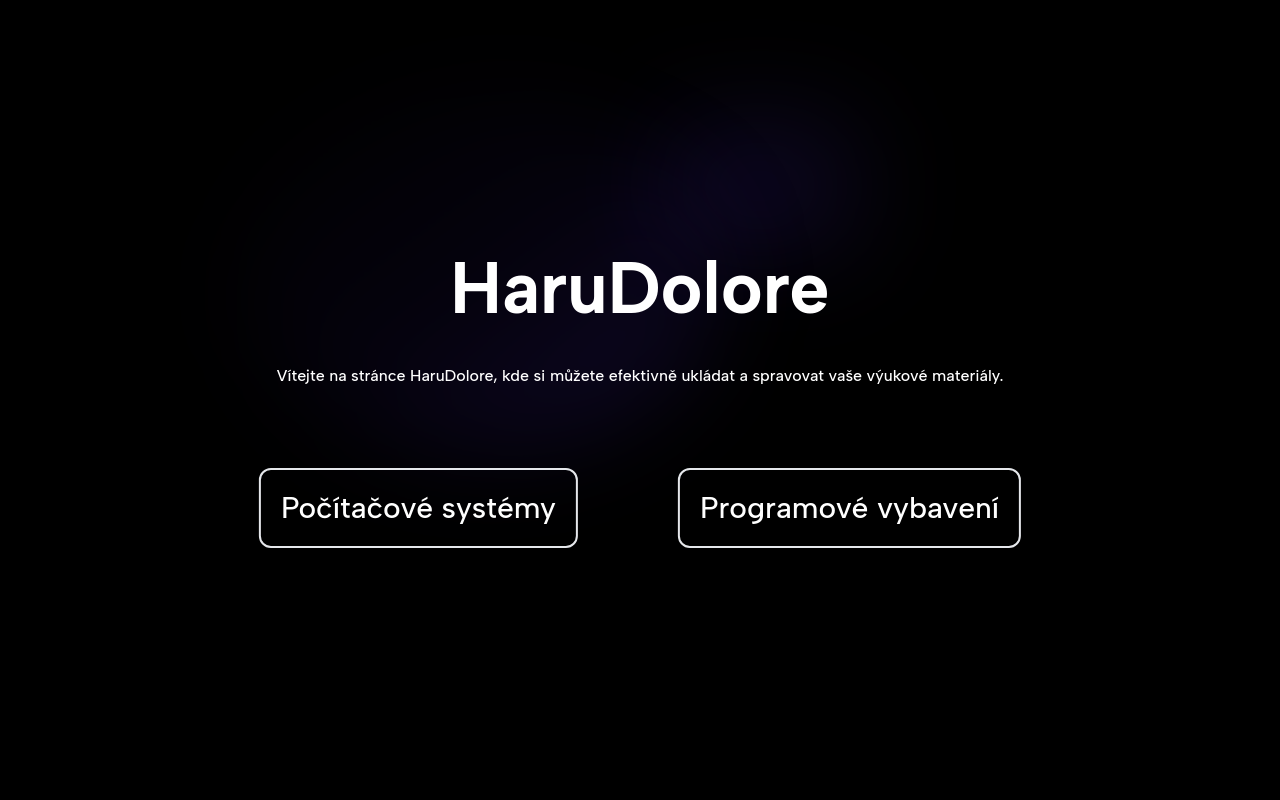 HaruDolore
Vítejte na stránce HaruDolore, kde si můžete efektivně ukládat a spravovat vaše výukové materiály.
Počítačové systémy
Programové vybavení